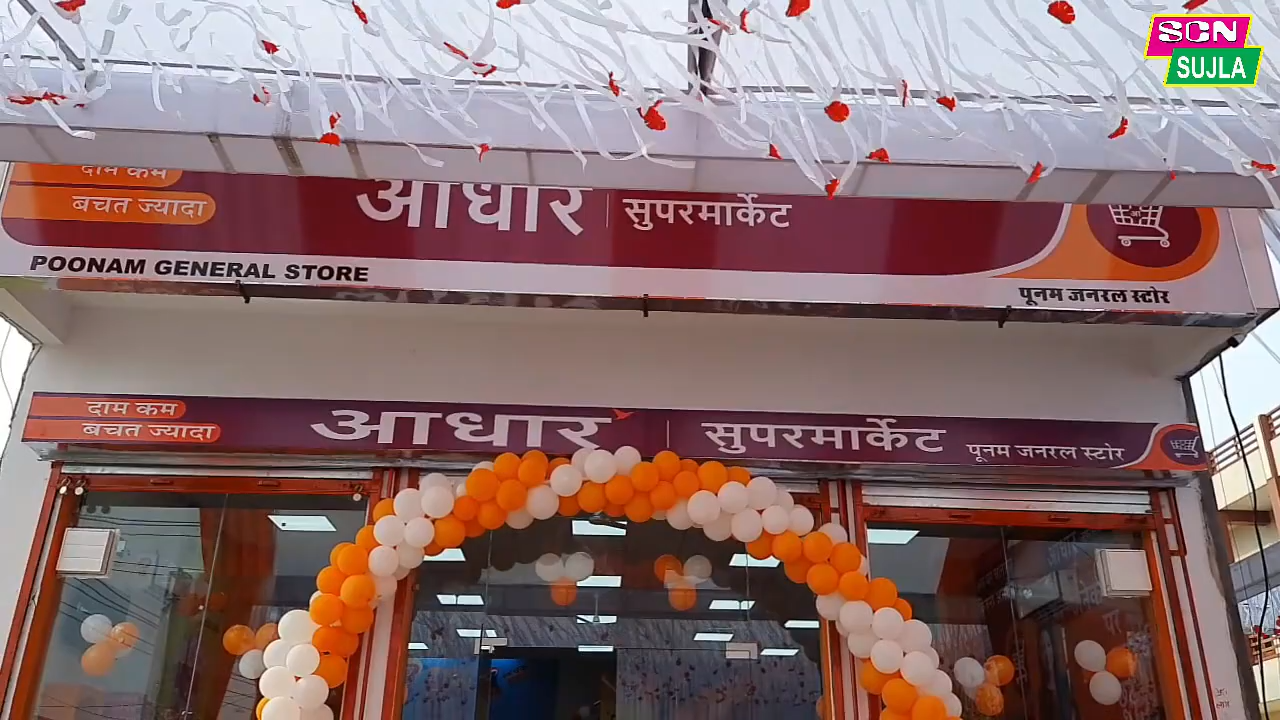 SCN
SUJLA
दाम कम
बचत ज्यादा
आधार सुपरमार्केट
POONAM GENERAL STORE
पूनम जनरल स्टोर
दाम कम
बचत ज्यादा
आधार सुपरमार्केट पूनम जनरल स्टोर